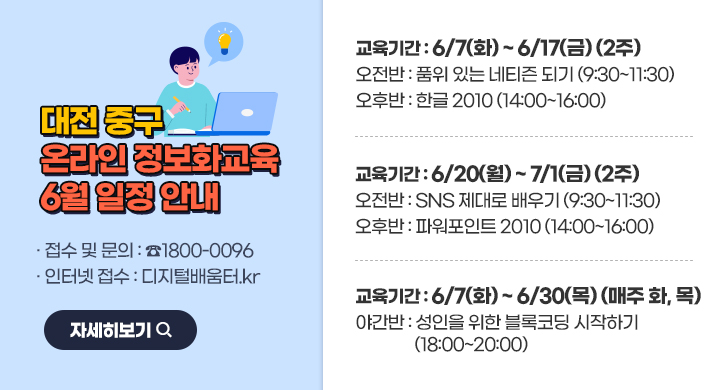 대전 중구
온라인 정보화교육
6월 일정 안내
· 접수 및 문의 : ☎1800-0096
· 인터넷 접수 : 디지털배움터.kr
자세히보기
교육기간 : 6/7(화) ~ 6/17(금) (2주)
오전반 : 품위 있는 네티즌 되기 (9:30~11:30)
오후반 : 한글 2010 (14:00~16:00)
교육기간 : 6/20(월) ~ 7/1(금) (2주)
오전반 : SNS 제대로 배우기 (9:30~11:30)
오후반 : 파워포인트 2010 (14:00~16:00)
교육기간 : 6/7(화) ~ 6/30(목) (매주 화, 목)
야간반 : 성인을 위한 블록코딩 시작하기
(18:00~20:00)